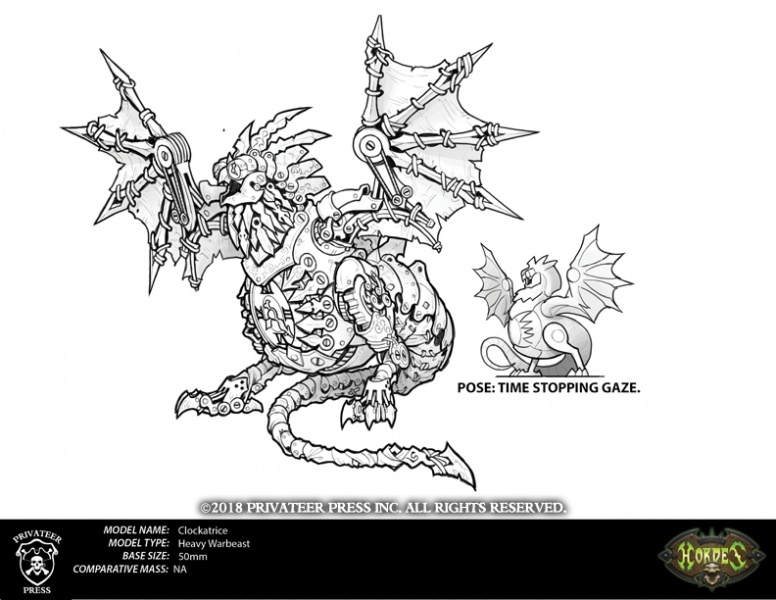 POSE: TIME STOPPING GAZE.
©2018 PRIVATEER PRESS INC. ALL RIGHTS RESERVED.
PRIVATEER
PRESS
MODEL NAME: Clockatrice
MODEL TYPE: Heavy Warbeast
BASE SIZE: 50mm
COMPARATIVE MASS: NA
HORDES